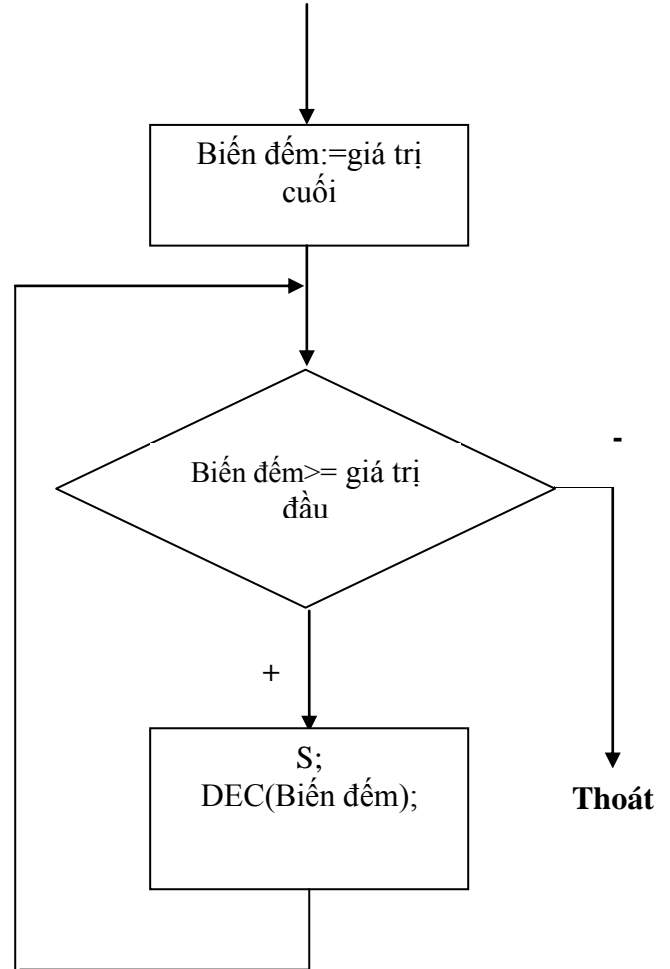 Biến đếm:=giá trị
cuối
Biến đếm>= giá trị
đầu
-
+
S;
DEC(Biến đếm);
Thoát